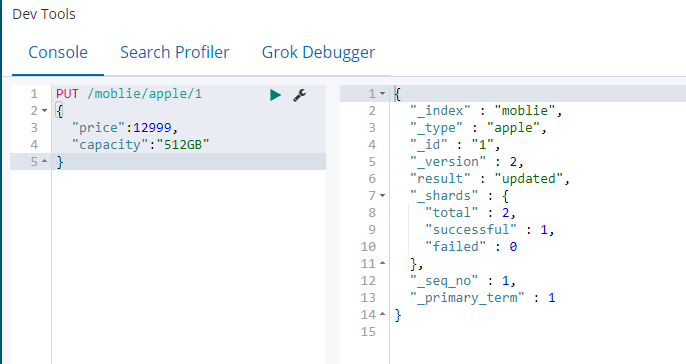 Dev Tools
Console Search Profiler Grok Debugger
1 PUT /moblie/apple/1
2 {
3 "price":12999,
4 "capacity":"512GB"
5 }
1 {
2 "_index" : "moblie",
3 "_type" : "apple",
4 "_id" : "1",
5 "_version" : 2,
6 "result" : "updated",
7 "_shards" : {
8 "total" : 2,
9 "successful" : 1,
10 "failed" : 0
11 },
12 "_seq_no" : 1,
13 "_primary_term" : 1
14 }
15